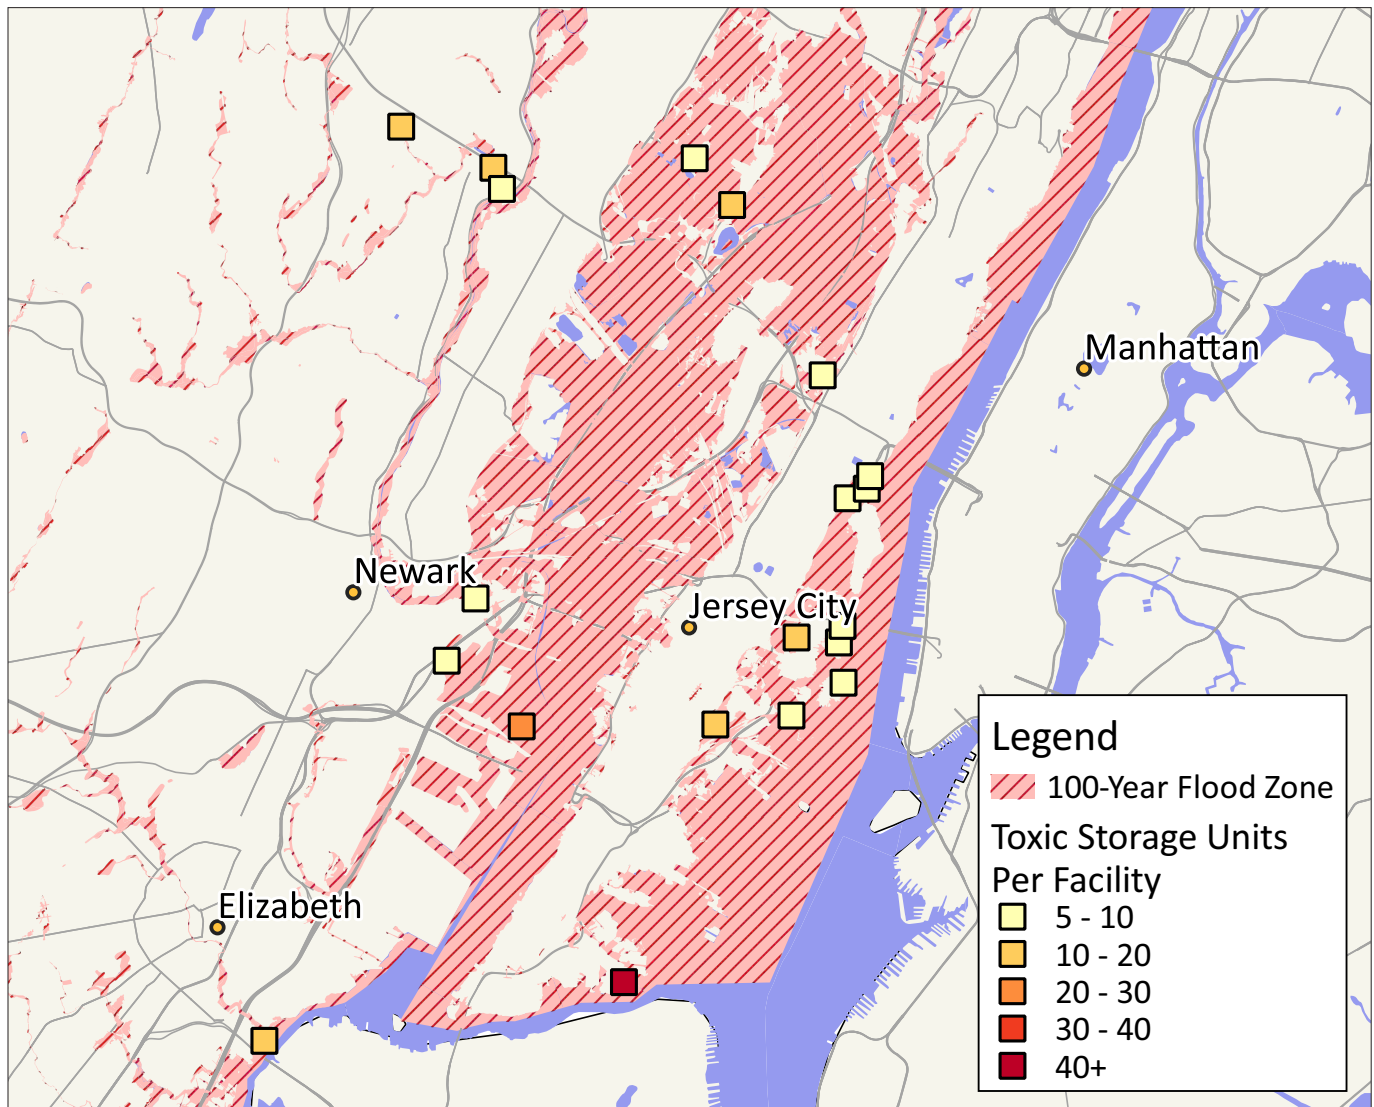 Manhattan
Newark
Jersey City
Elizabeth
Legend
100-Year Flood Zone
Toxic Storage Units
Per Facility
5 - 10
10 - 20
20 - 30
30 - 40
40+